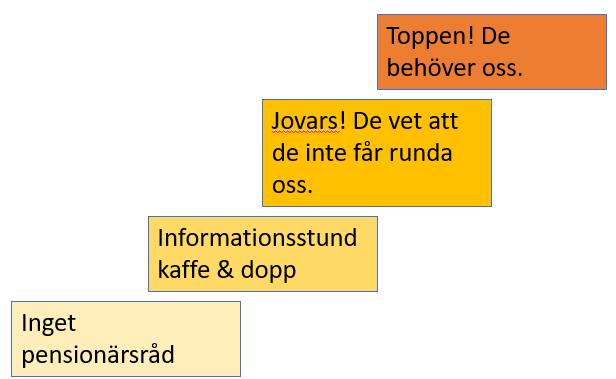 Toppen! De
behöver oss.
Jovars! De vet att
de inte får runda
oss.
Informationsstund
kaffe & dopp
Inget
pensionärsråd